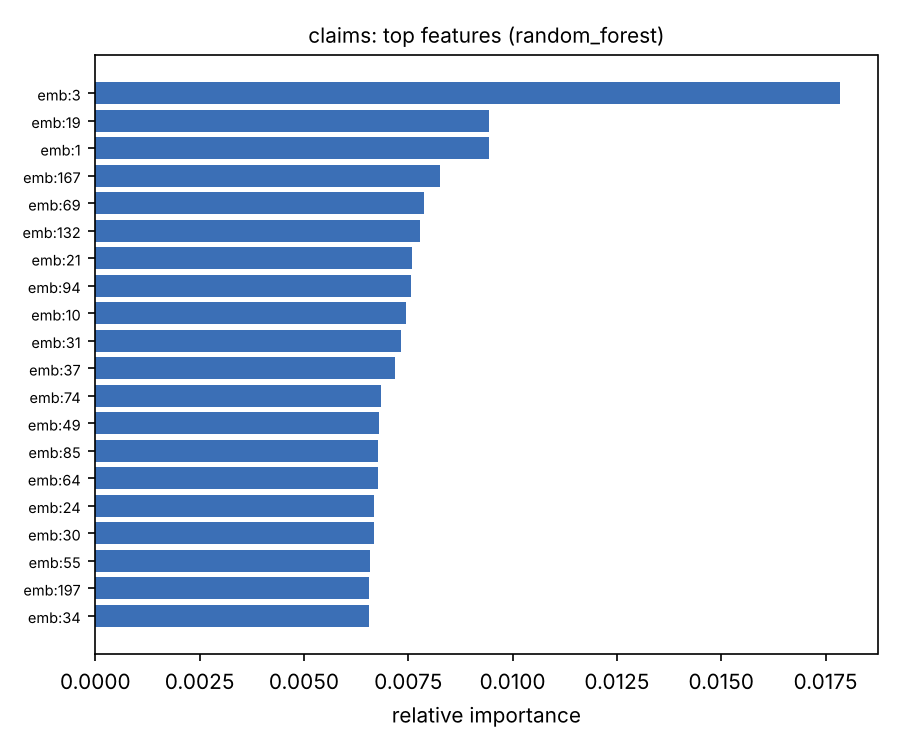 claims: top features (random_forest)
emb:3
emb:19
emb:1
emb:167
emb:69
emb:132
emb:21
emb:94
emb:10
emb:31
emb:37
emb:74
emb:49
emb:85
emb:64
emb:24
emb:30
emb:55
emb:197
emb:34
0.0000 0.0025 0.0050 0.0075 0.0100 0.0125 0.0150 0.0175
relative importance